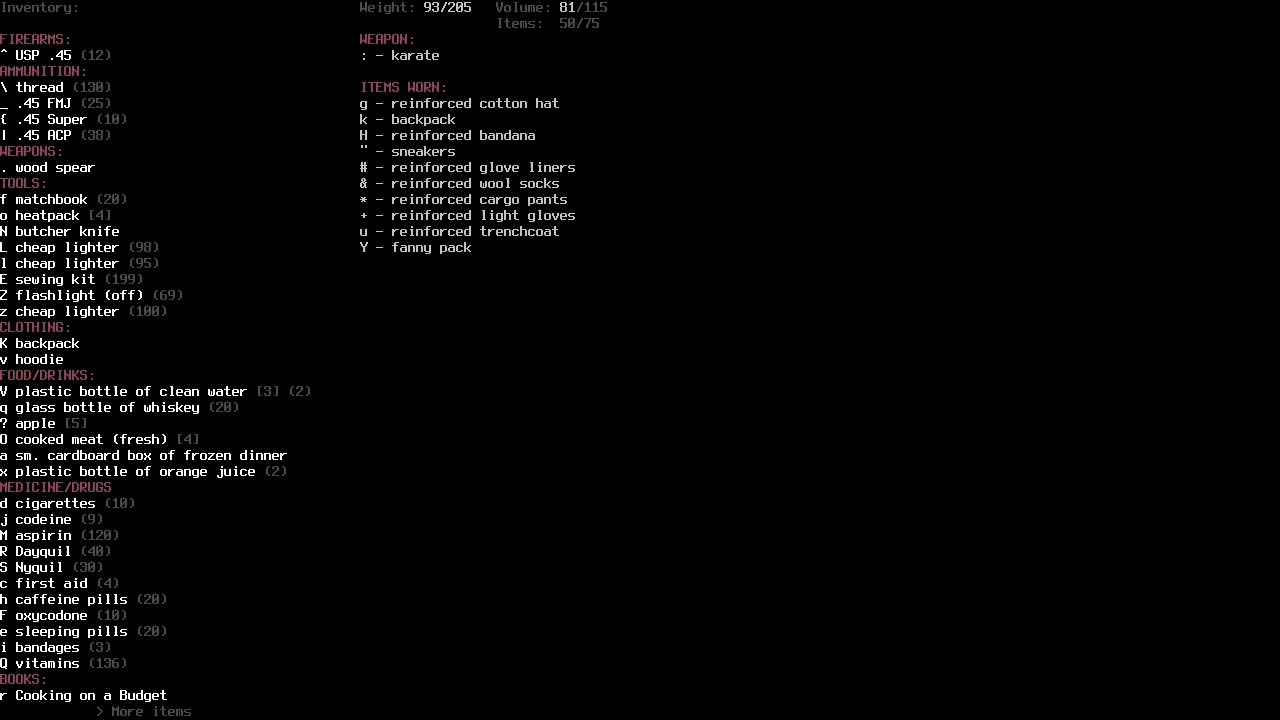 Inventory:
Weight: 93/205 Volume: 81/115
Items: 50/75
FIREARMS:
^ USP .45 (12)
AMMUNITION:
\ thread (130)
_ .45 FMJ (25)
{ .45 Super (10)
| .45 ACP (38)
WEAPONS:
. wood spear
TOOLS:
f matchbook (20)
o heatpack [4]
N butcher knife
L cheap lighter (98)
l cheap lighter (95)
E sewing kit (199)
Z flashlight (off) (69)
z cheap lighter (100)
CLOTHING:
K backpack
v hoodie
FOOD/DRINKS:
V plastic bottle of clean water [3] (2)
q glass bottle of whiskey (20)
? apple [5]
O cooked meat (fresh) [4]
a sm. cardboard box of frozen dinner
x plastic bottle of orange juice (2)
MEDICINE/DRUGS
d cigarettes (10)
j codeine (9)
M aspirin (120)
R Dayquil (40)
S Nyquil (30)
c first aid (4)
h caffeine pills (20)
F oxycodone (10)
e sleeping pills (20)
i bandages (3)
Q vitamins (136)
BOOKS:
r Cooking on a Budget
> More items
WEAPON:
: - karate
ITEMS WORN:
g - reinforced cotton hat
k - backpack
H - reinforced bandana
" - sneakers
# - reinforced glove liners
& - reinforced wool socks
* - reinforced cargo pants
+ - reinforced light gloves
u - reinforced trenchcoat
Y - fanny pack